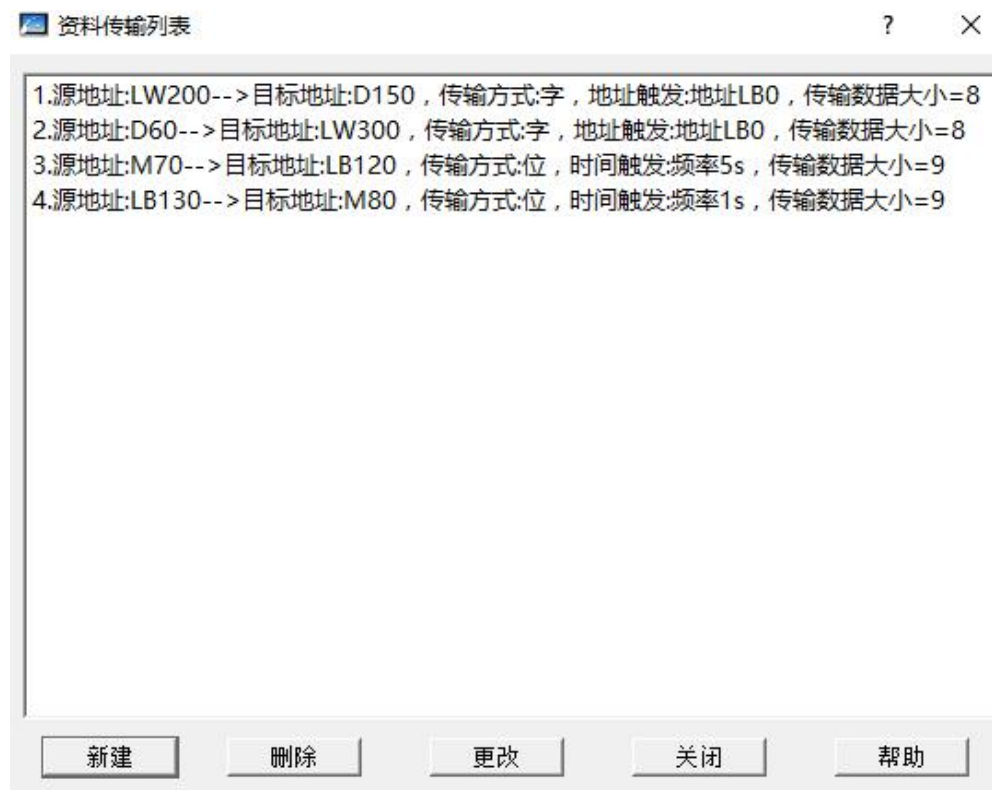 资料传输列表
?
×
1.源地址:LW200-->目标地址:D150，传输方式:字，地址触发:地址LB0，传输数据大小=8
2.源地址:D60-->目标地址:LW300，传输方式:字，地址触发:地址LB0，传输数据大小=8
3.源地址:M70-->目标地址:LB120，传输方式:位，时间触发:频率5s，传输数据大小=9
4.源地址:LB130-->目标地址:M80，传输方式:位，时间触发:频率1s，传输数据大小=9
新建 删除 更改 关闭 帮助